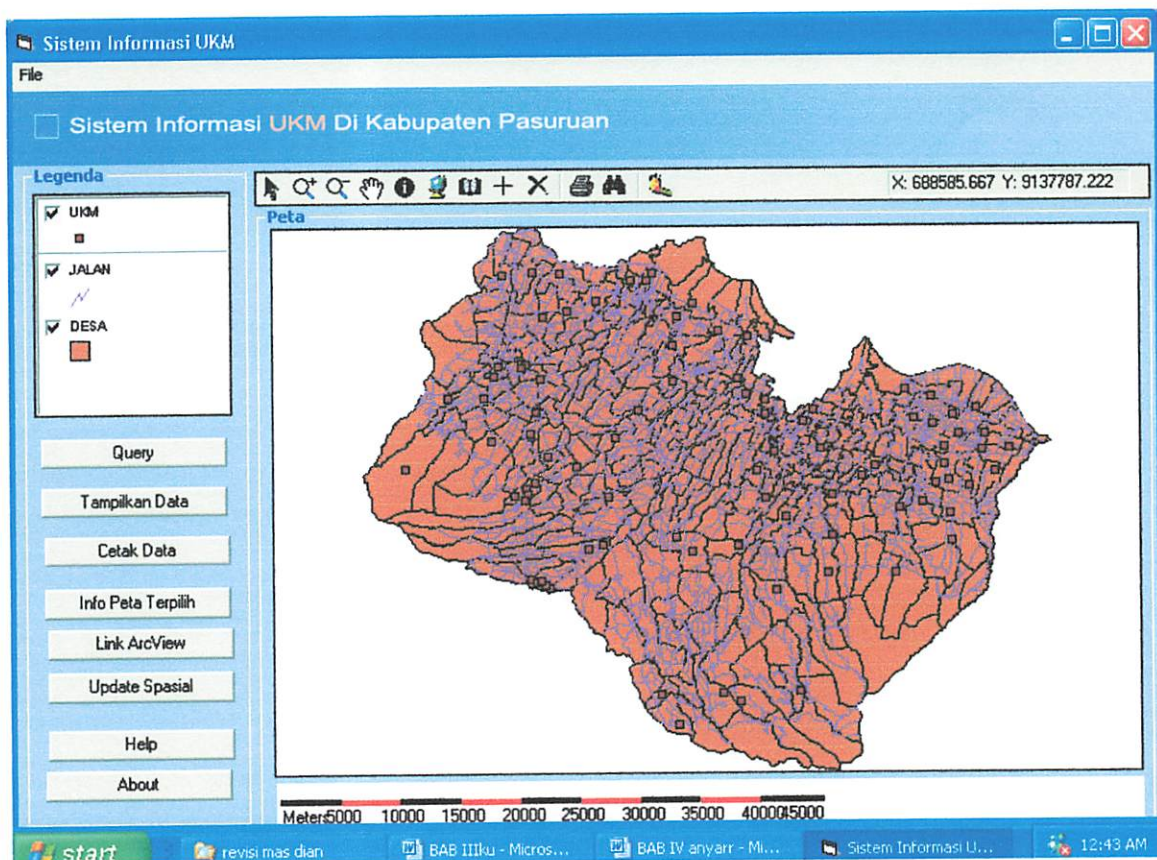 Sistem Informasi UKM
File
Sistem Informasi UKM Di Kabupaten Pasuruan
Legenda
UKM
JALAN
DESA
Query
Tampilkan Data
Cetak Data
Info Peta Terpilih
Link ArcView
Update Spasial
Help
About
X: 688585.667 Y: 9137787.222
Peta
Meters5000 10000 15000 20000 25000 30000 35000 4000045000
start
revisi mas dian
BAB IIIku - Micros...
BAB IV anyarr - Mi...
Sistem Informasi U...
12:43 AM